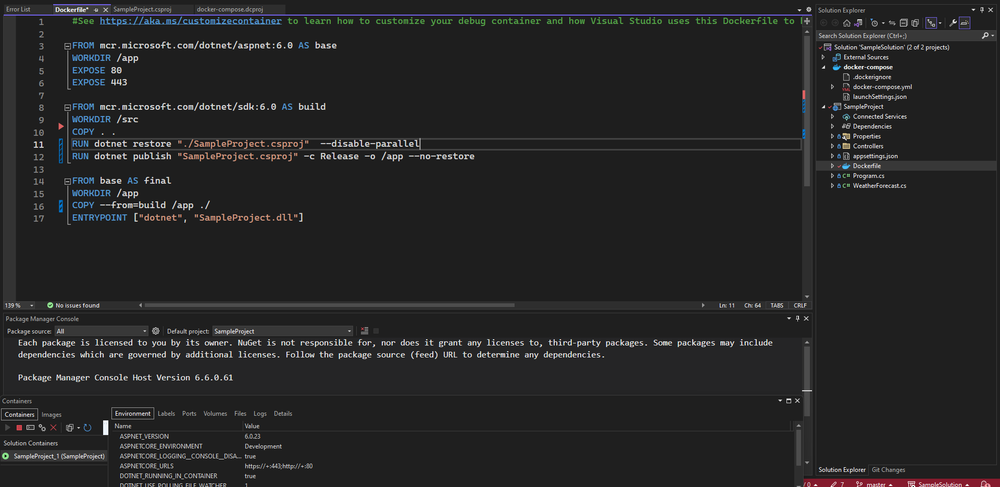 Error List
Dockerfile*
SampleProject.csproj
docker-compose.dcproj
1 #See https://aka.ms/customizecontainer to learn how to customize your debug container and how Visual Studio uses this Dockerfile to
2
3 FROM mcr.microsoft.com/dotnet/aspnet:6.0 AS base
4 WORKDIR /app
5 EXPOSE 80
6 EXPOSE 443
7
8 FROM mcr.microsoft.com/dotnet/sdk:6.0 AS build
9 WORKDIR /src
10 COPY . .
11 RUN dotnet restore "./SampleProject.csproj"  --disable-parallel
12 RUN dotnet publish "SampleProject.csproj" -c Release -o /app --no-restore
13
14 FROM base AS final
15 WORKDIR /app
16 COPY --from=build /app ./
17 ENTRYPOINT ["dotnet", "SampleProject.dll"]
139 % No issues found Ln: 11 Ch: 64 TABS CRLF
Package Manager Console
Package source: All Default project: SampleProject
Each package is licensed to you by its owner. NuGet is not responsible for, nor does it grant any licenses to, third-party packages. Some packages may include
dependencies which are governed by additional licenses. Follow the package source (feed) URL to determine any dependencies.
Package Manager Console Host Version 6.6.0.61
Containers
Containers Images
Solution Containers
SampleProject_1 (SampleProject)
Environment Labels Ports Volumes Files Logs Details
Name Value
ASPNET_VERSION 6.0.23
ASPNETCORE_ENVIRONMENT Development
ASPNETCORE_LOGGING__CONSOLE__DISA... true
ASPNETCORE_URLS https://+:443;http://+:80
DOTNET_RUNNING_IN_CONTAINER true
DOTNET_USE_POLLING_FILE_WATCHER 1
Solution Explorer
Search Solution Explorer (Ctrl+;)
Solution 'SampleSolution' (2 of 2 projects)
External Sources
docker-compose
.dockerignore
YML docker-compose.yml
launchSettings.json
SampleProject
Connected Services
Dependencies
Properties
Controllers
appsettings.json
Dockerfile
C# Program.cs
C# WeatherForecast.cs
Solution Explorer Git Changes
/ 0 7 master SampleSolution 1